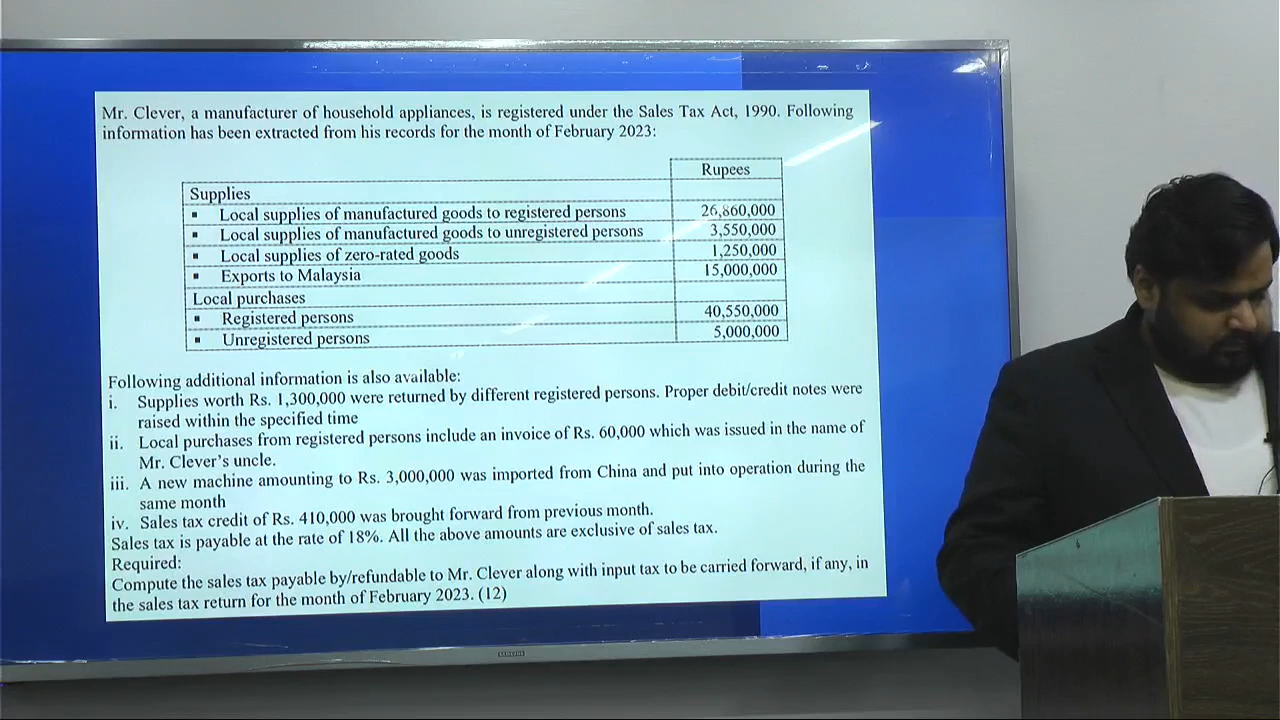 Mr. Clever, a manufacturer of household appliances, is registered under the Sales Tax Act, 1990. Following
information has been extracted from his records for the month of February 2023:
Rupees
Supplies
▪ Local supplies of manufactured goods to registered persons 26,860,000
▪ Local supplies of manufactured goods to unregistered persons 3,550,000
▪ Local supplies of zero-rated goods 1,250,000
▪ Exports to Malaysia 15,000,000
Local purchases
▪ Registered persons 40,550,000
▪ Unregistered persons 5,000,000
Following additional information is also available:
i. Supplies worth Rs. 1,300,000 were returned by different registered persons. Proper debit/credit notes were
raised within the specified time
ii. Local purchases from registered persons include an invoice of Rs. 60,000 which was issued in the name of
Mr. Clever's uncle.
iii. A new machine amounting to Rs. 3,000,000 was imported from China and put into operation during the
same month
iv. Sales tax credit of Rs. 410,000 was brought forward from previous month.
Sales tax is payable at the rate of 18%. All the above amounts are exclusive of sales tax.
Required:
Compute the sales tax payable by/refundable to Mr. Clever along with input tax to be carried forward, if any, in
the sales tax return for the month of February 2023. (12)
SAMSUNG